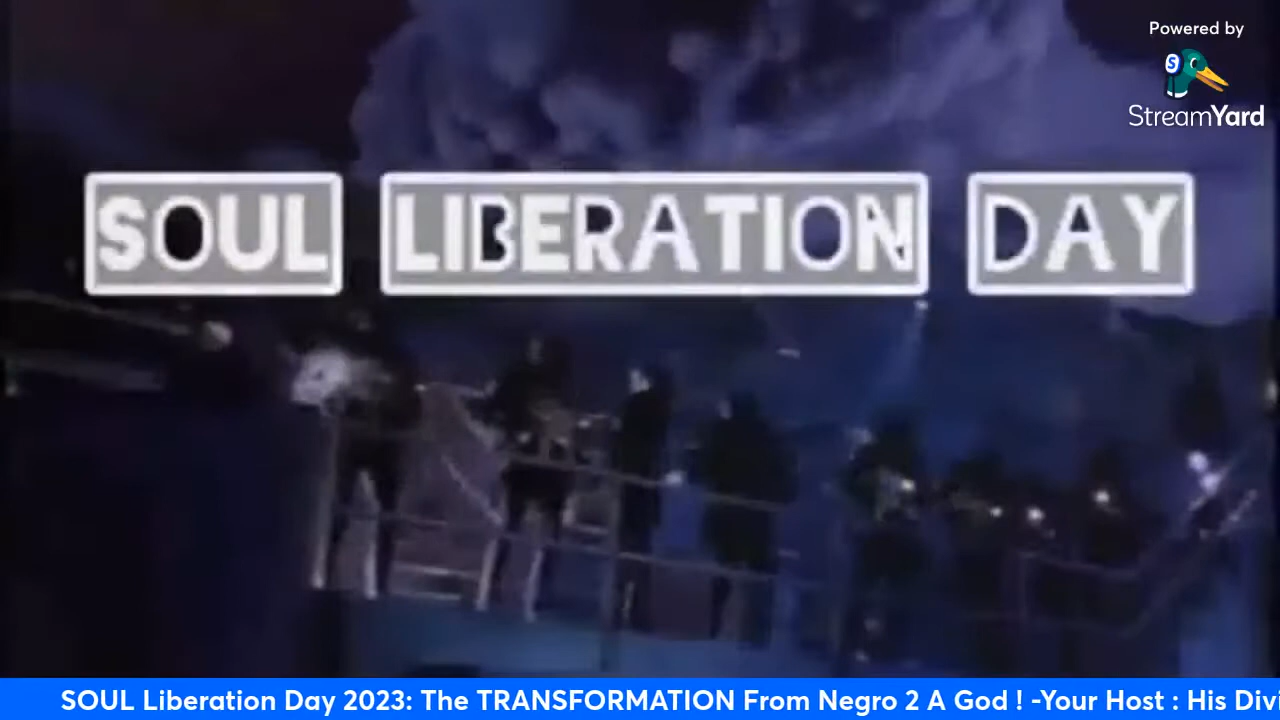 Powered by
StreamYard
SOUL LIBERATION DAY
SOUL Liberation Day 2023: The TRANSFORMATION From Negro 2 A God ! -Your Host : His Divi